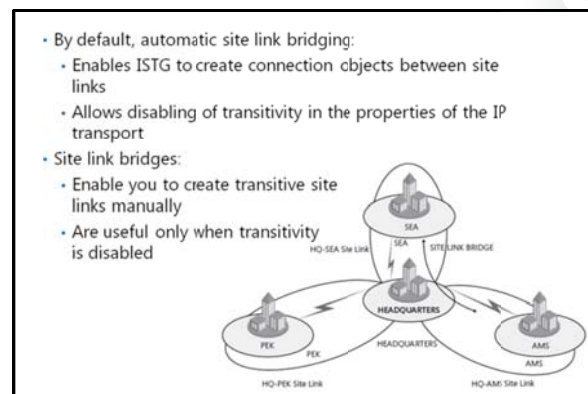 • By default, automatic site link bridging:
• Enables ISTG to create connection objects between site
links
• Allows disabling of transitivity in the properties of the IP
transport
• Site link bridges:
• Enable you to create transitive site
links manually
• Are useful only when transitivity
is disabled
SEA
SEA
HQ-SEA Site Link
SITE LINK BRIDGE
HEADQUARTERS
PEK
AMS
PEK
HEADQUARTERS
AMS
HQ-PEK Site Link
HQ-AMS Site Link